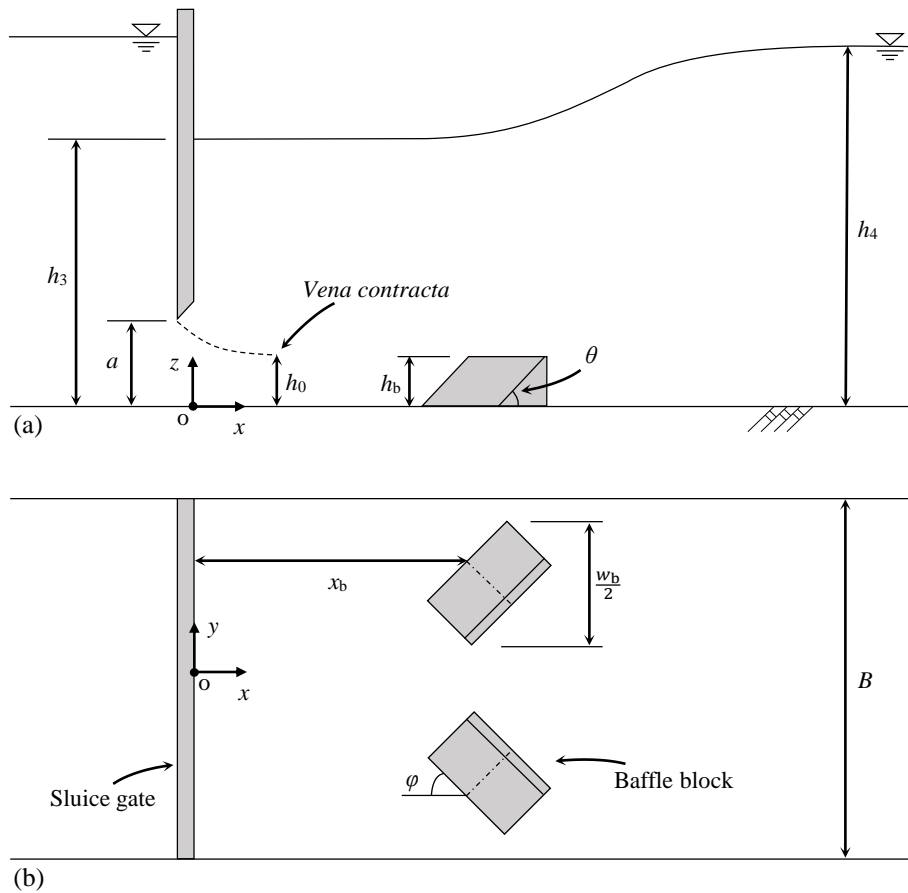 h3
a
z
o
x
h0
Vena contracta
hb
θ
h4
(a)
xb
wb
2
y
o
x
B
φ
Sluice gate
Baffle block
(b)